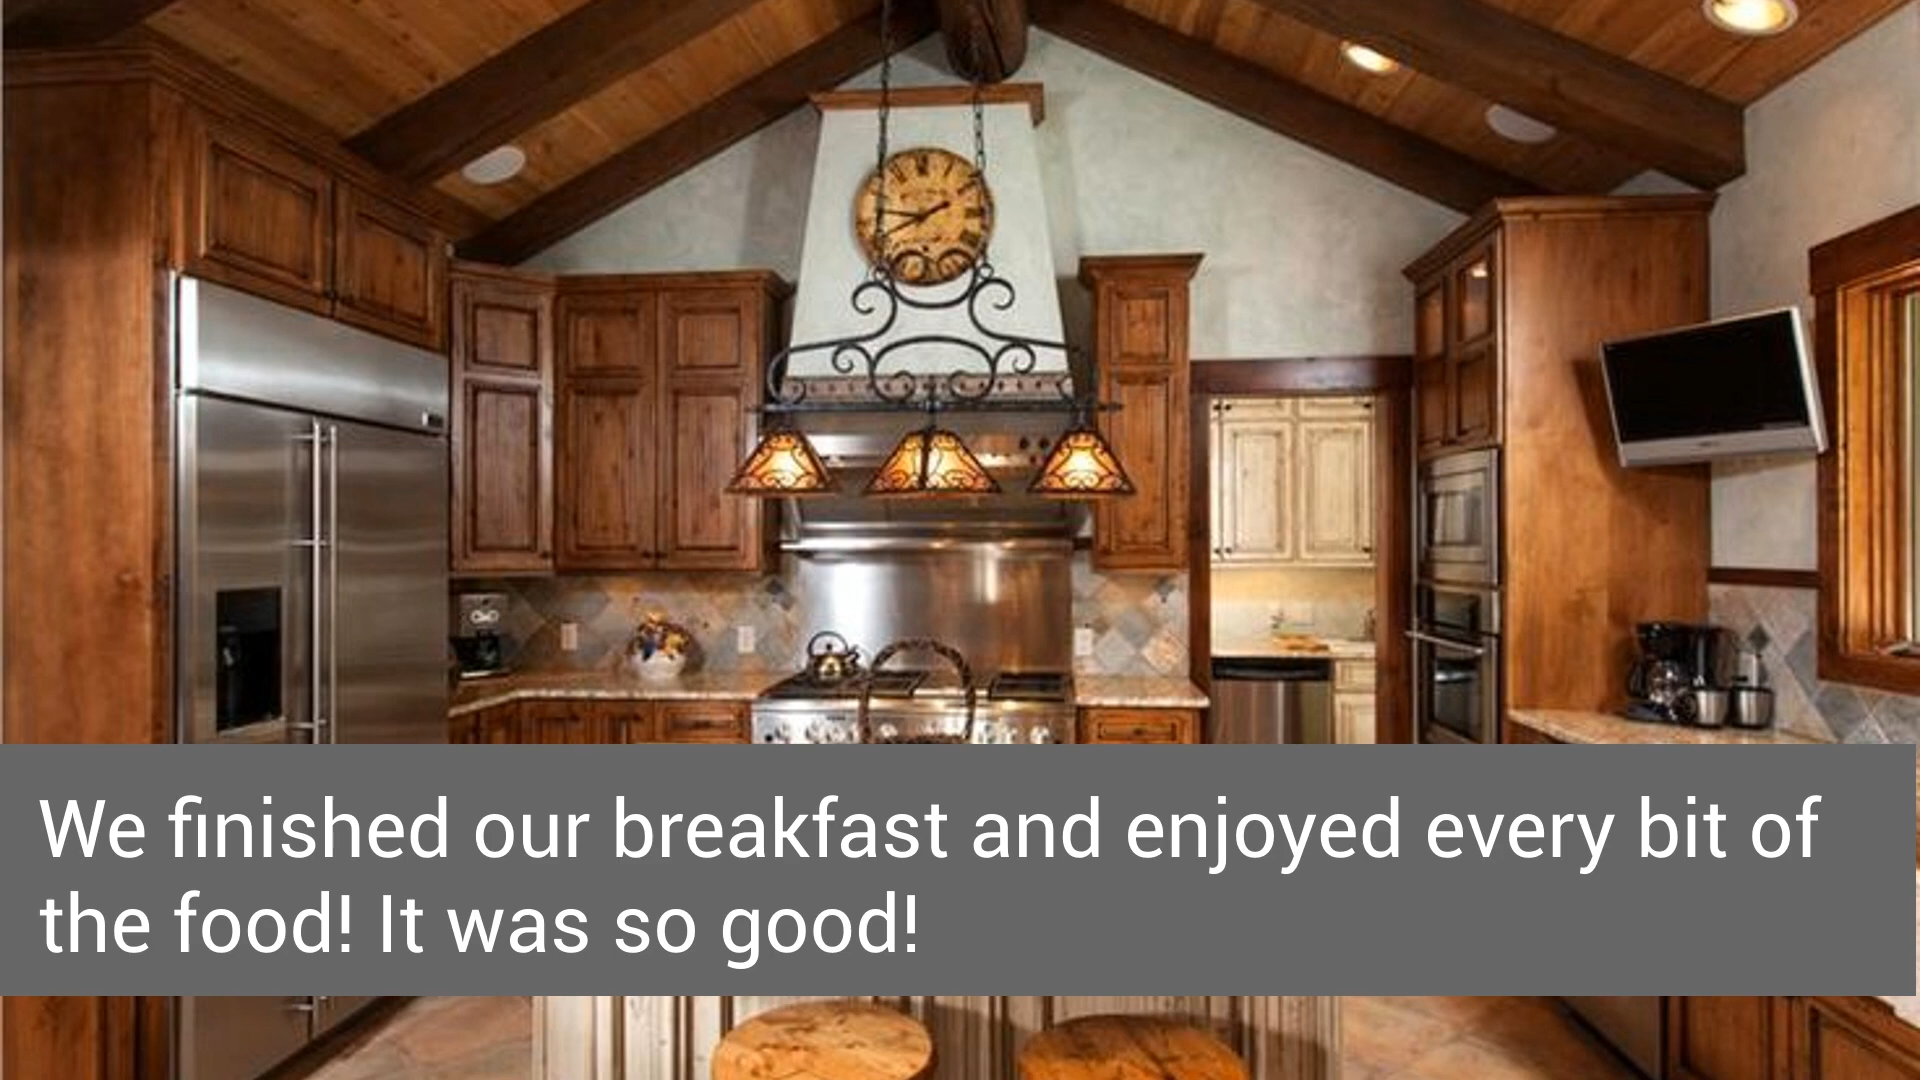 We finished our breakfast and enjoyed every bit of
the food! It was so good!